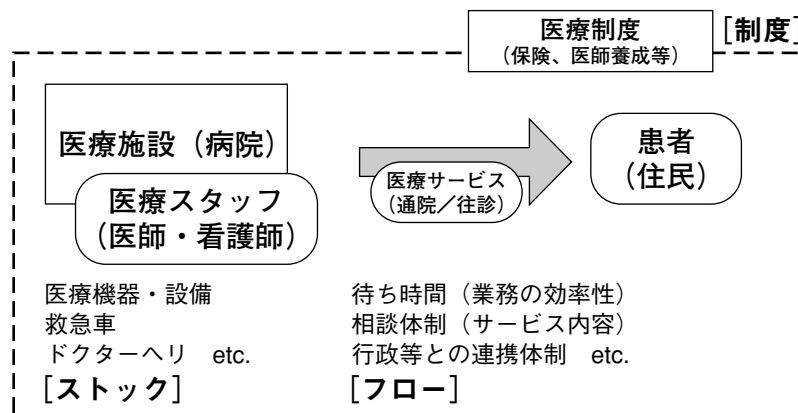 医療制度
（保険、医師養成等）
［制度］
医療施設（病院）
医療スタッフ
（医師・看護師）
医療サービス
（通院／往診）
患者
（住民）
医療機器・設備
救急車
ドクターヘリ　etc.
［ストック］
待ち時間（業務の効率性）
相談体制（サービス内容）
行政等との連携体制　etc.
［フロー］